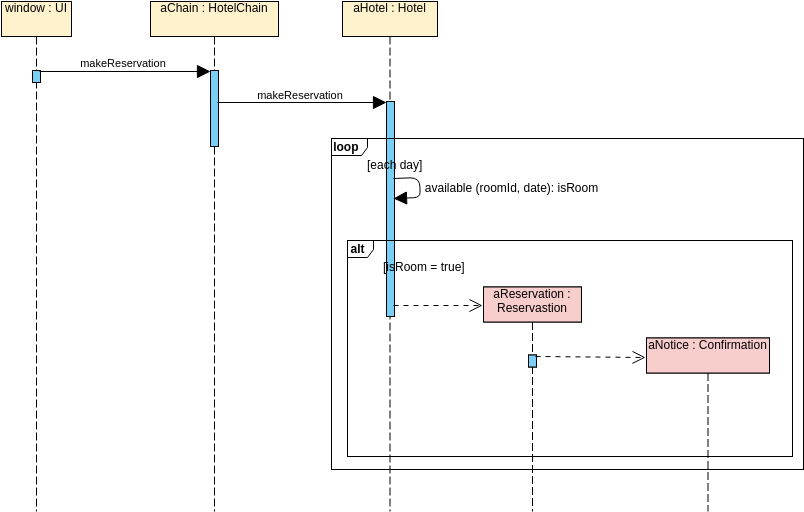 window : UI
aChain : HotelChain
aHotel : Hotel
makeReservation
makeReservation
loop
[each day]
available (roomId, date): isRoom
alt
[isRoom = true]
aReservation :
Reservastion
aNotice : Confirmation